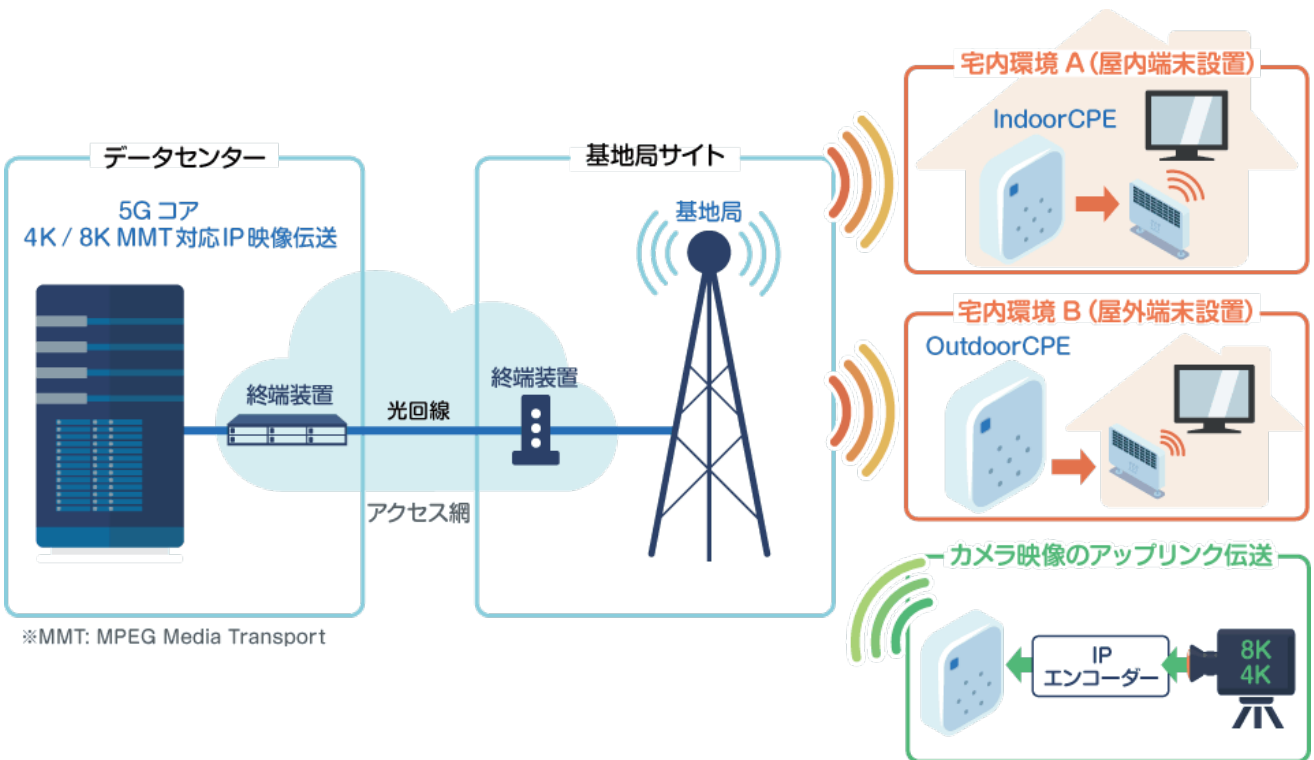 データセンター
5G コア
4K / 8K MMT 対応IP映像伝送
終端装置
光回線
アクセス網
※MMT: MPEG Media Transport
基地局サイト
基地局
終端装置
宅内環境 A（屋内端末設置）
IndoorCPE
宅内環境 B（屋外端末設置）
OutdoorCPE
カメラ映像のアップリンク伝送
IP
エンコーダー
8K
4K